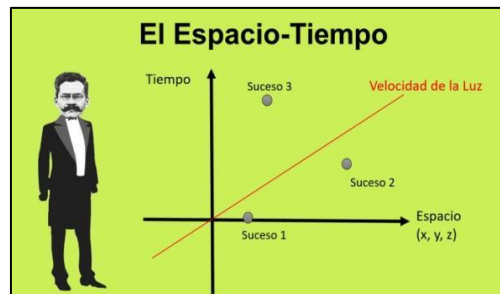 El Espacio-Tiempo
Tiempo
Suceso 3
Velocidad de la Luz
Suceso 2
Espacio
(x, y, z)
Suceso 1